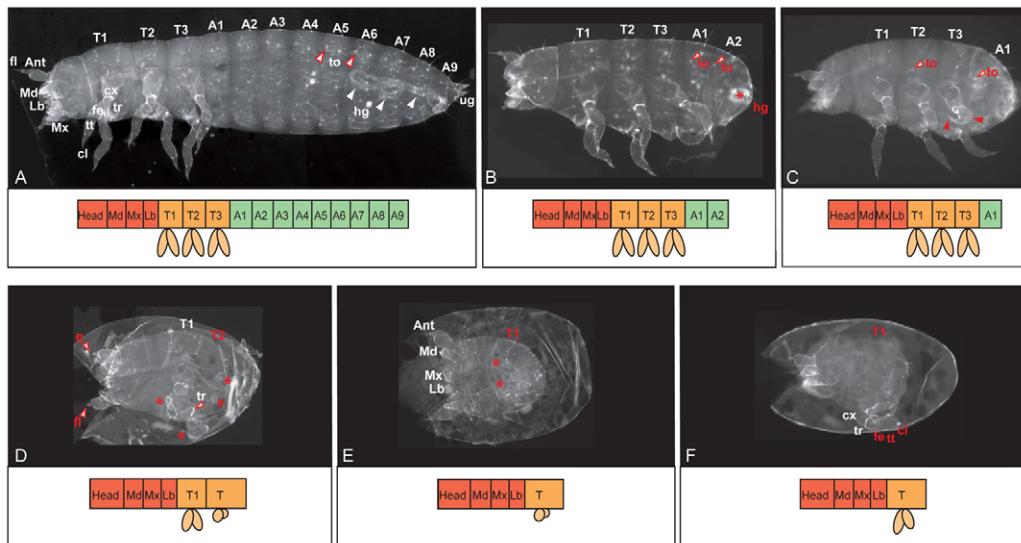 T1 T2 T3 A1 A2 A3 A4 A5 A6 A7 A8 A9
fl Ant
Md
Lb
Mx
cx
fe tr
tt
cl
to
hg
ug
A
Head Md Mx Lb T1 T2 T3 A1 A2 A3 A4 A5 A6 A7 A8 A9
T1 T2 T3 A1 A2
to to
*
hg
B
Head Md Mx Lb T1 T2 T3 A1 A2
T1 T2 T3 A1
to to
C
Head Md Mx Lb T1 T2 T3 A1
T1 T2
fl
tr
* * * *
D
Head Md Mx Lb T1 T
Ant T1
Md
Mx
Lb
* *
E
Head Md Mx Lb T
T1
cx
tr
fe tt cl
F
Head Md Mx Lb T